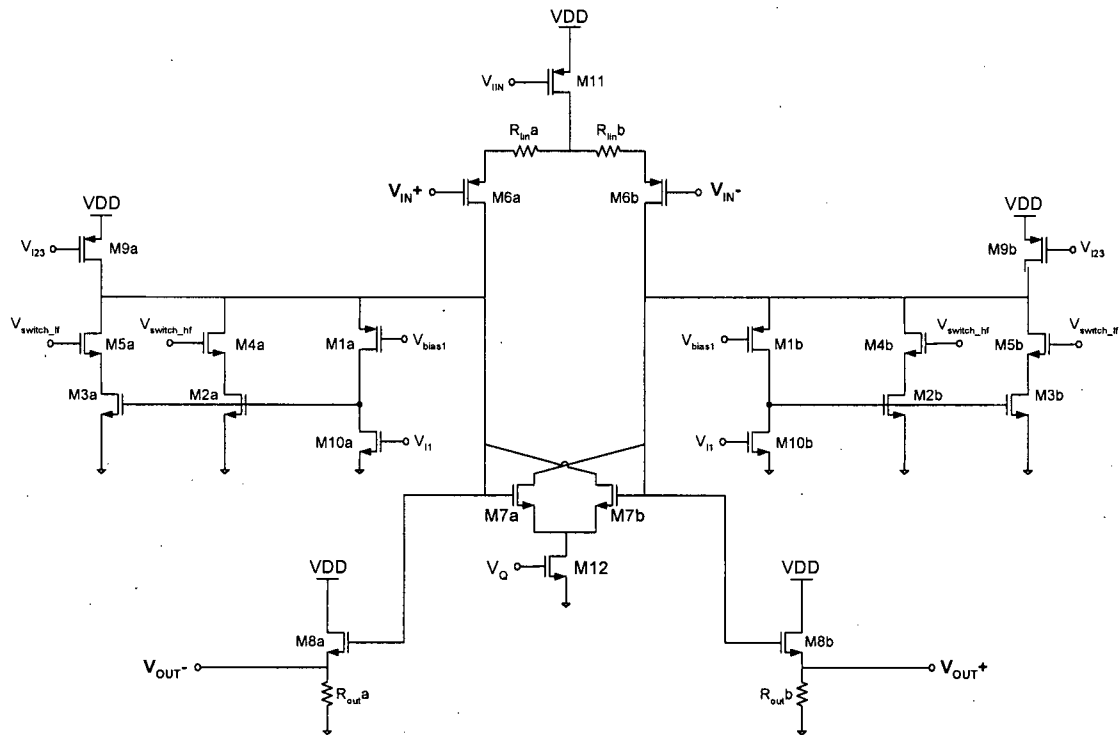 VDD
V_IIN M11
R_lin a R_lin b
V_IN+ M6a M6b V_IN-
VDD VDD
V_I23 M9a M9b V_I23
V_switch_lf M5a V_switch_hf M4a M1a V_bias1 V_bias1 M1b M4b V_switch_hf M5b V_switch_lf
M3a M2a M2b M3b
M10a V_I1 V_I1 M10b
M7a M7b
V_Q M12
VDD VDD
M8a M8b
V_OUT- V_OUT+
R_out a R_out b